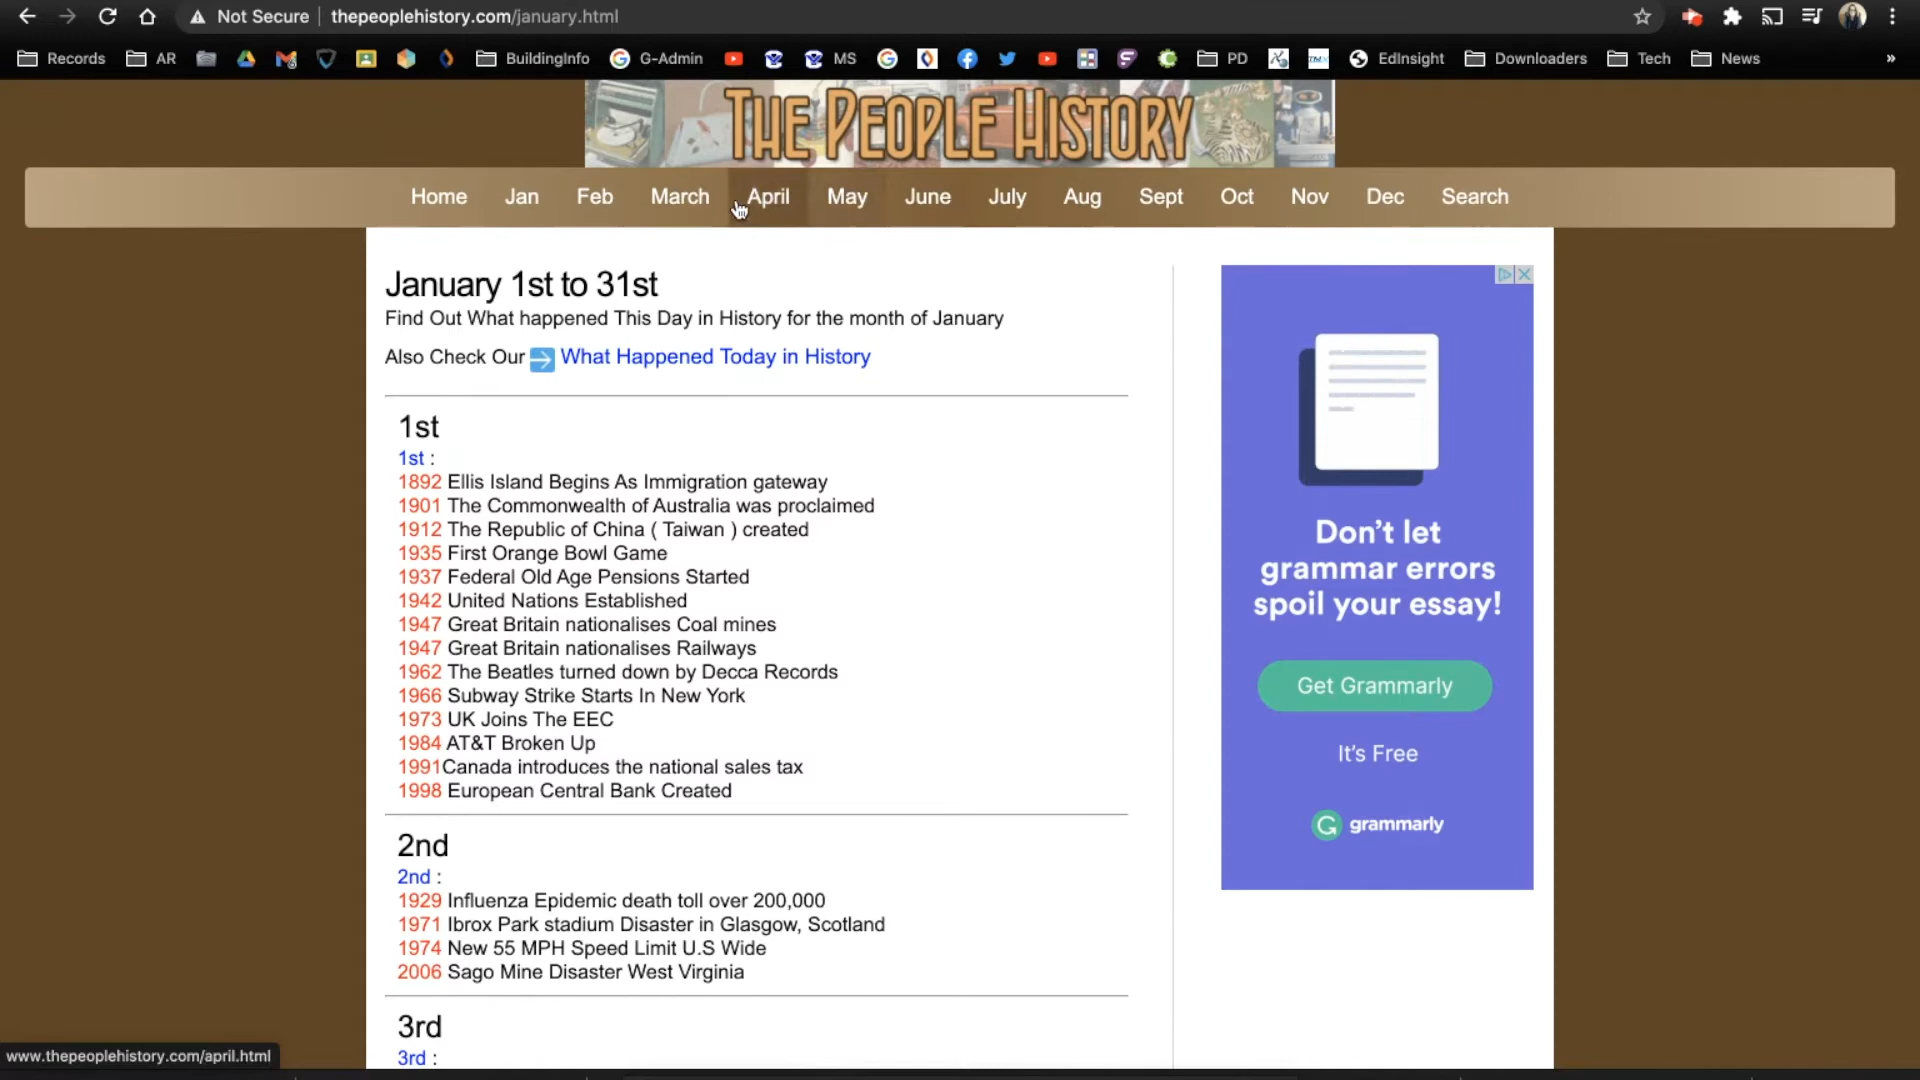 Not Secure | thepeoplehistory.com/january.html
Records AR BuildingInfo G-Admin MS PD EdInsight Downloaders Tech News »
THE PEOPLE HISTORY
Home Jan Feb March April May June July Aug Sept Oct Nov Dec Search
January 1st to 31st
Find Out What happened This Day in History for the month of January
Also Check Our What Happened Today in History
1st
1st :
1892 Ellis Island Begins As Immigration gateway
1901 The Commonwealth of Australia was proclaimed
1912 The Republic of China ( Taiwan ) created
1935 First Orange Bowl Game
1937 Federal Old Age Pensions Started
1942 United Nations Established
1947 Great Britain nationalises Coal mines
1947 Great Britain nationalises Railways
1962 The Beatles turned down by Decca Records
1966 Subway Strike Starts In New York
1973 UK Joins The EEC
1984 AT&T Broken Up
1991Canada introduces the national sales tax
1998 European Central Bank Created
2nd
2nd :
1929 Influenza Epidemic death toll over 200,000
1971 Ibrox Park stadium Disaster in Glasgow, Scotland
1974 New 55 MPH Speed Limit U.S Wide
2006 Sago Mine Disaster West Virginia
3rd
3rd :
Don't let
grammar errors
spoil your essay!
Get Grammarly
It's Free
grammarly
www.thepeoplehistory.com/april.html